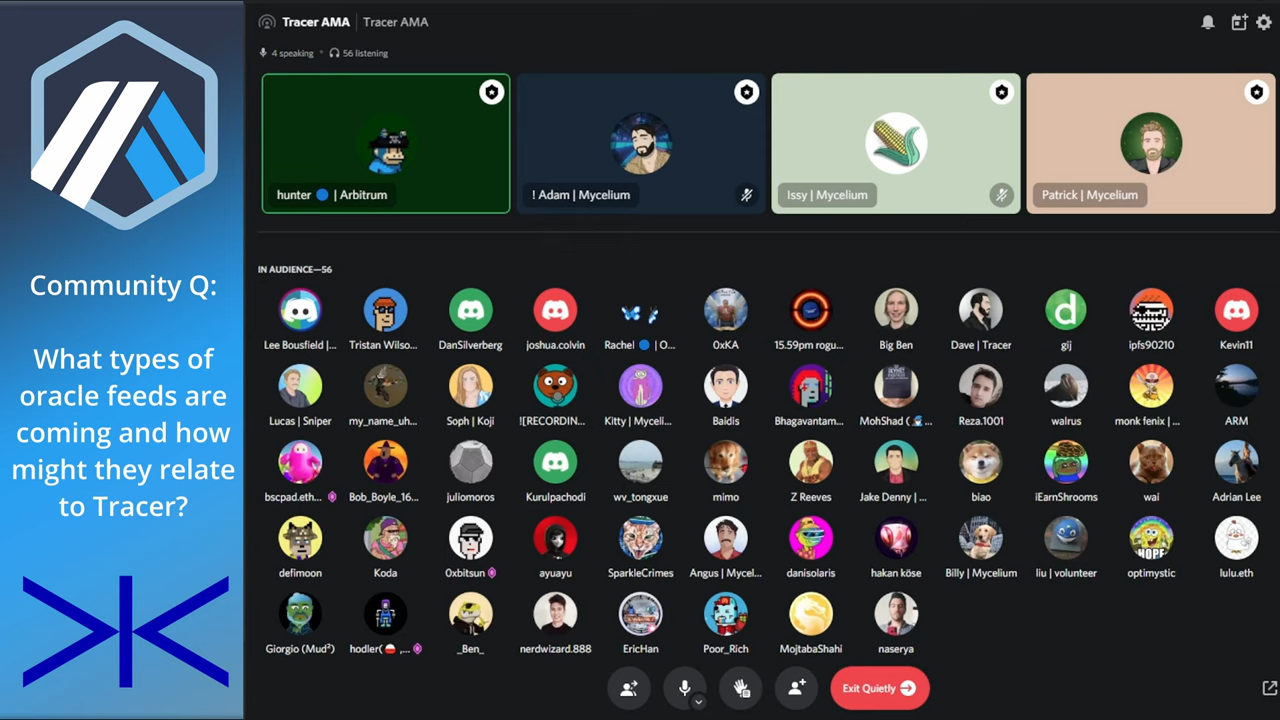 Community Q:
What types of
oracle feeds are
coming and how
might they relate
to Tracer?
Tracer AMA | Tracer AMA
4 speaking • 56 listening
hunter | Arbitrum
! Adam | Mycelium
Issy | Mycelium
Patrick | Mycelium
IN AUDIENCE—56
Lee Bousfield |... Tristan Wilso... DanSilverberg joshua.colvin Rachel | O... 0xKA 15.59pm rogu... Big Ben Dave | Tracer gij ipfs90210 Kevin11
Lucas | Sniper my_name_uh... Soph | Koji ![RECORDIN... Kitty | Myceli... Baidis Bhagavantam... MohShad ( ... Reza.1001 walrus monk fenix | ... ARM
bscpad.eth... Bob_Boyle_16... juliomoros Kurulpachodi wv_tongxue mimo Z Reeves Jake Denny | ... biao iEarnShrooms wai Adrian Lee
defimoon Koda 0xbitsun ayuayu SparkleCrimes Angus | Mycel... danisolaris hakan köse Billy | Mycelium liu | volunteer optimystic lulu.eth
HOPE
Giorgio (Mud²) hodler( ,... _Ben_ nerdwizard.888 EricHan Poor_Rich MojtabaShahi naserya
Exit Quietly